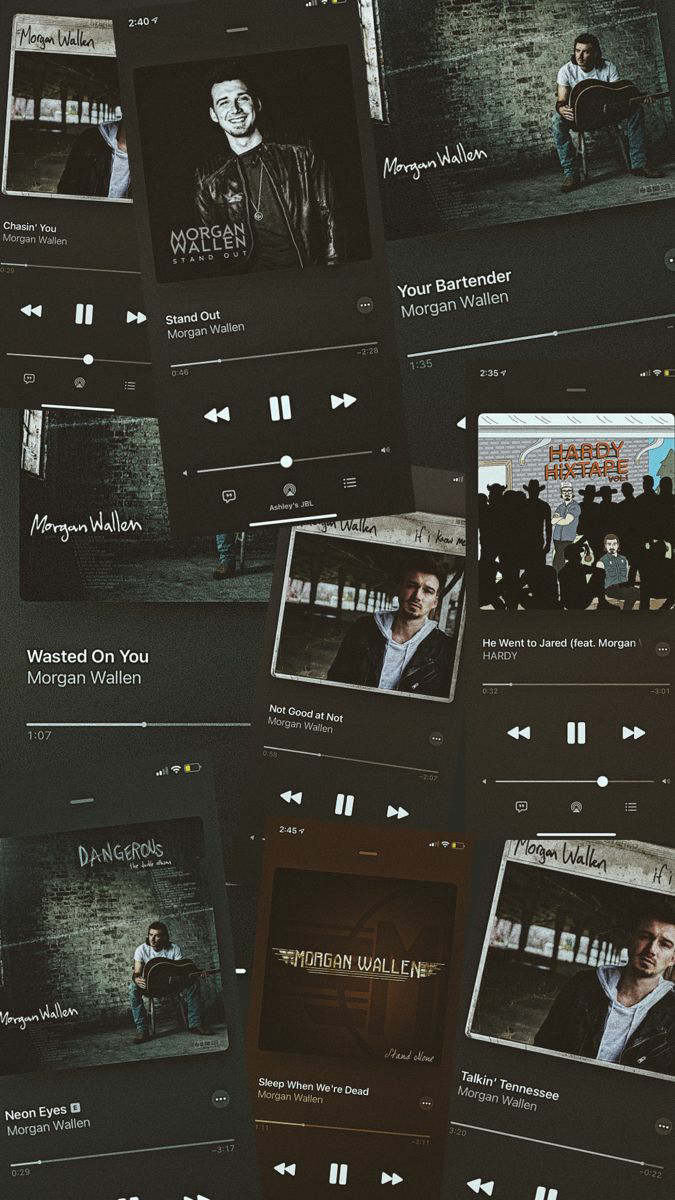 Morgan Wallen
Chasin' You
Morgan Wallen
0:29
2:40
MORGAN
WALLEN
STAND OUT
Stand Out
Morgan Wallen
0:46
-2:28
Ashley's JBL
Morgan Wallen
Your Bartender
Morgan Wallen
1:35
Morgan Wallen
Wasted On You
Morgan Wallen
1:07
Morgan Wallen
If i know me
Not Good at Not
Morgan Wallen
0:58
-2:07
2:35
HARDY
HIXTAPE
VOL.1
He Went to Jared (feat. Morgan
HARDY
0:32
-3:01
DANGEROUS
the double album
Morgan Wallen
Neon Eyes E
Morgan Wallen
0:29
-3:17
2:45
MORGAN WALLEN
Stand Alone
Sleep When We're Dead
Morgan Wallen
1:11
Morgan Wallen
If i
Talkin' Tennessee
Morgan Wallen
3:20
-0:22